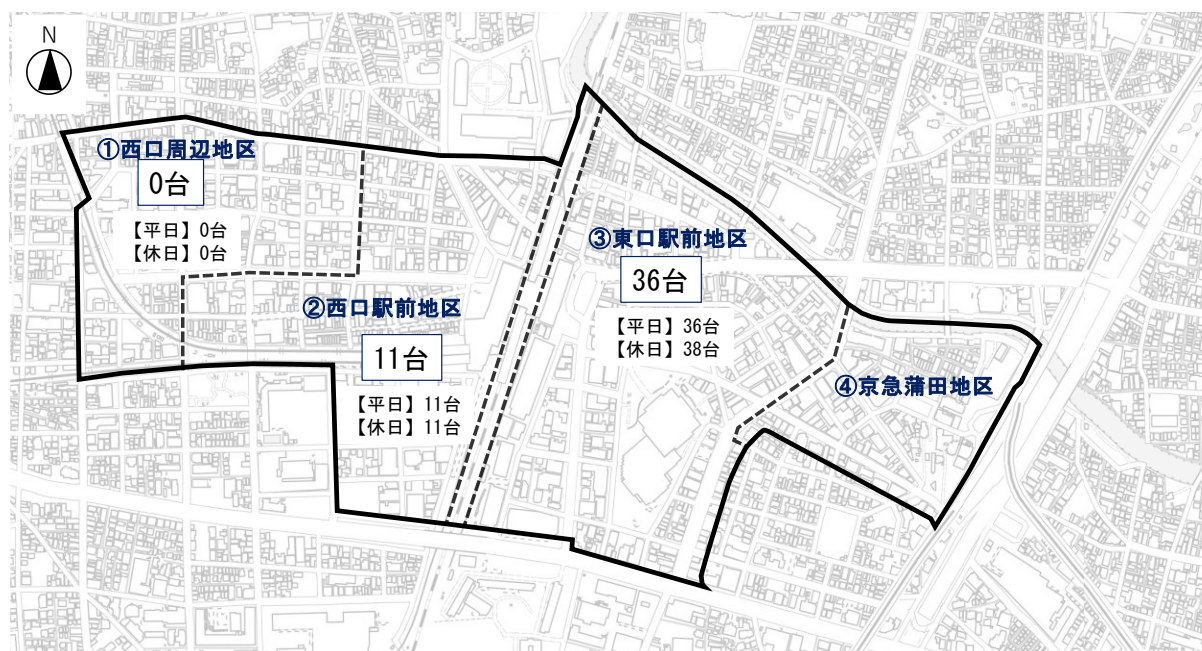 N
①西口周辺地区
0台
【平日】0台
【休日】0台
②西口駅前地区
11台
【平日】11台
【休日】11台
③東口駅前地区
36台
【平日】36台
【休日】38台
④京急蒲田地区